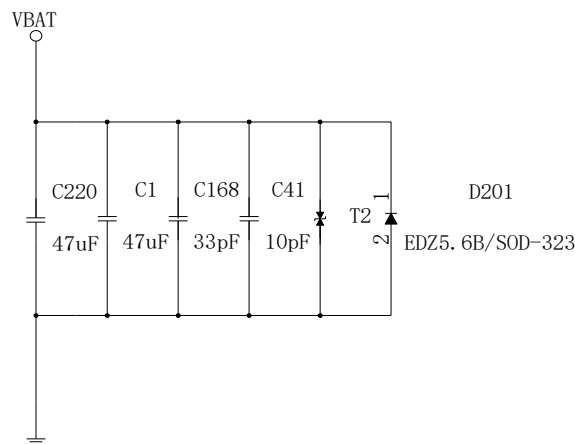 VBAT
C220 C1 C168 C41 D201
47uF 47uF 33pF 10pF T2 EDZ5.6B/SOD-323
1
2